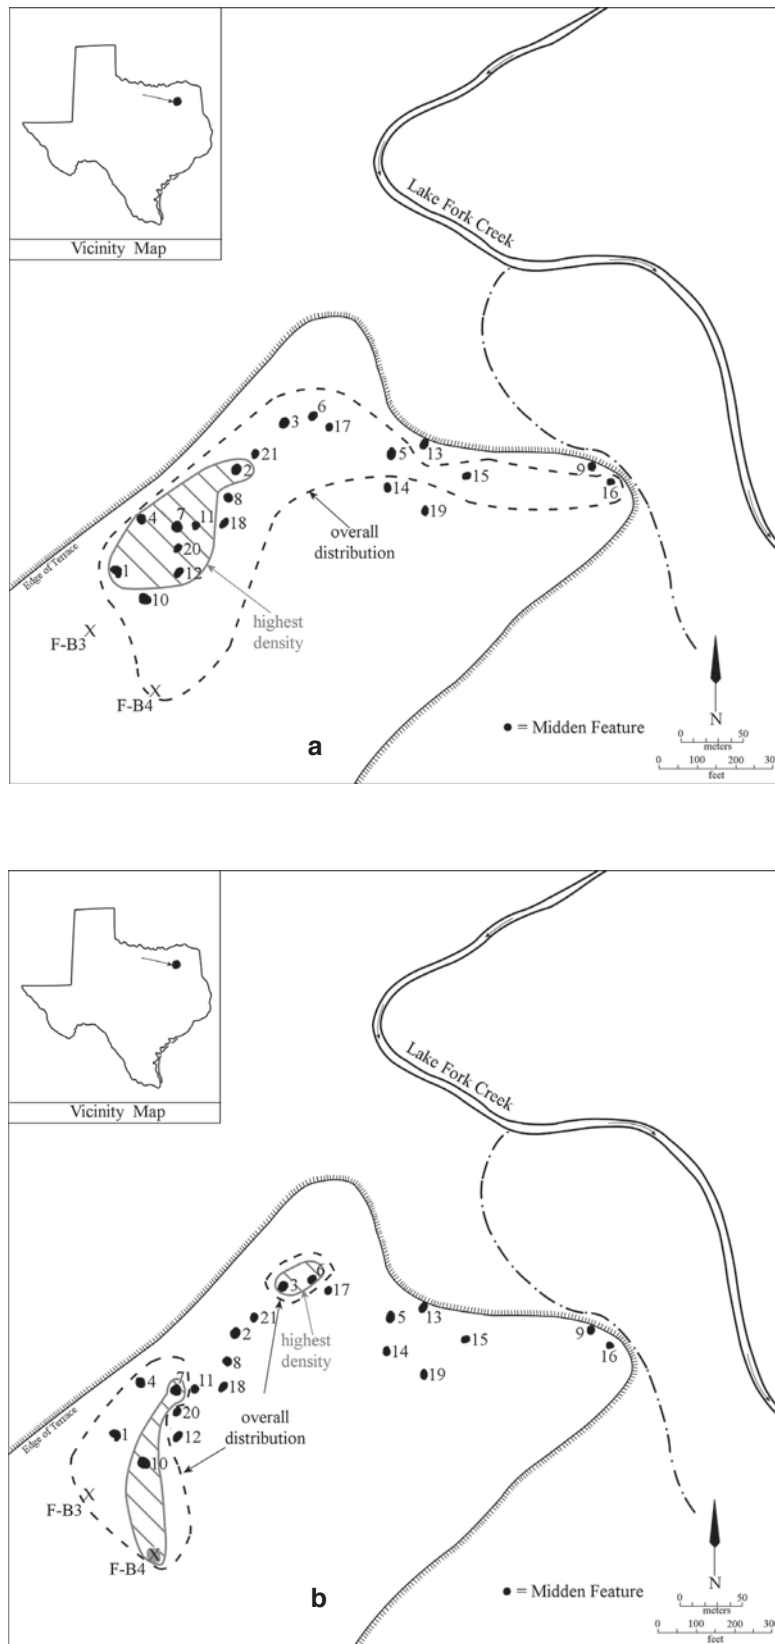 Vicinity Map
Lake Fork Creek
6
3
17
13
5
21
2
9
15
16
14
8
19
4
7
11
18
overall
distribution
20
Edge of Terrace
1
12
10
highest
density
F-B3
X
F-B4
X
N
= Midden Feature
0 50
meters
0 100 200 30
feet
a
Vicinity Map
Lake Fork Creek
6
3
17
13
5
21
highest
density
2
9
15
16
14
8
19
4
7
11
18
20
overall
distribution
Edge of Terrace
1
12
10
F-B3
X
F-B4
X
N
= Midden Feature
0 50
meters
0 100 200 30
feet
b